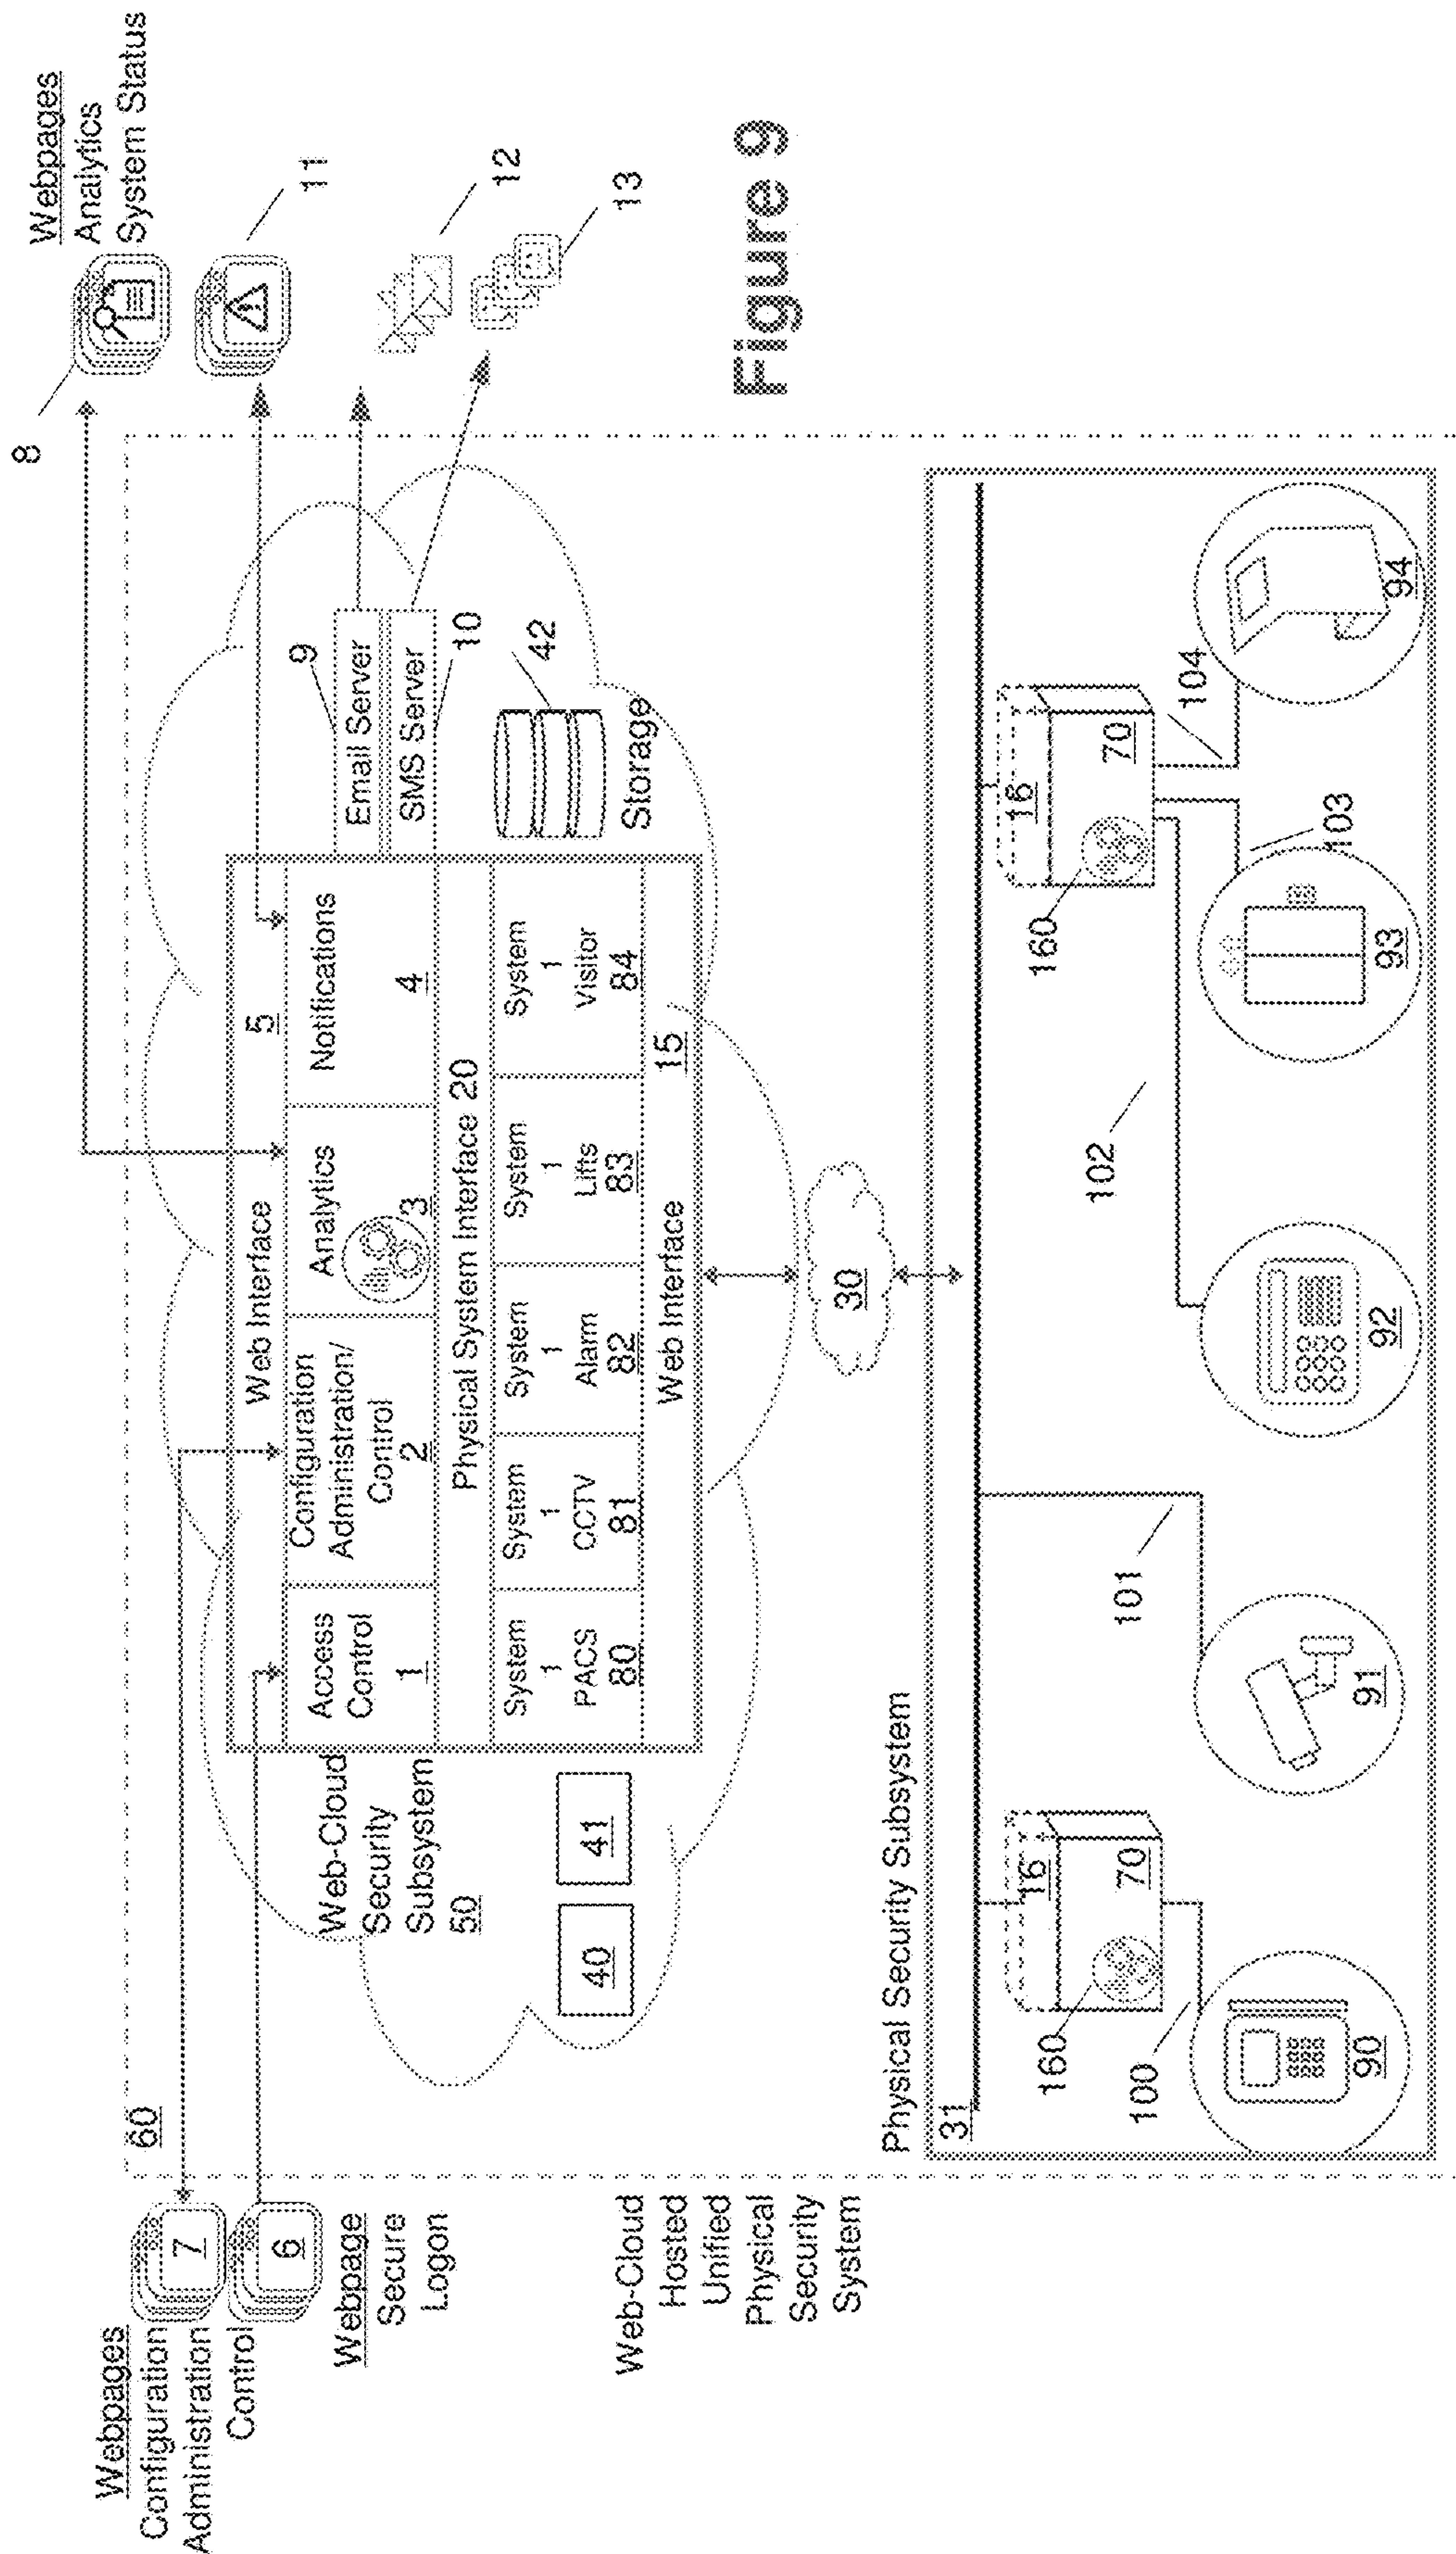 Webpages
Configuration
Administration
Control
7
6
Webpage
Secure
Logon
60
Web-Cloud
Hosted
Unified
Physical
Security
System
Web-Cloud
Security
Subsystem
50
40
41
Web Interface
5
Access
Control
1
Configuration
Administration/
Control
2
Analytics
3
Notifications
4
Physical System Interface 20
System
1
PACS
80
System
1
CCTV
81
System
1
Alarm
82
System
1
Lifts
83
System
1
Visitor
84
Web Interface
15
9
Email Server
SMS Server
10
42
Storage
8
Webpages
Analytics
System Status
11
12
13
30
Physical Security Subsystem
31
16
70
160
100
90
101
91
102
92
16
70
160
103
93
104
94
Figure 9